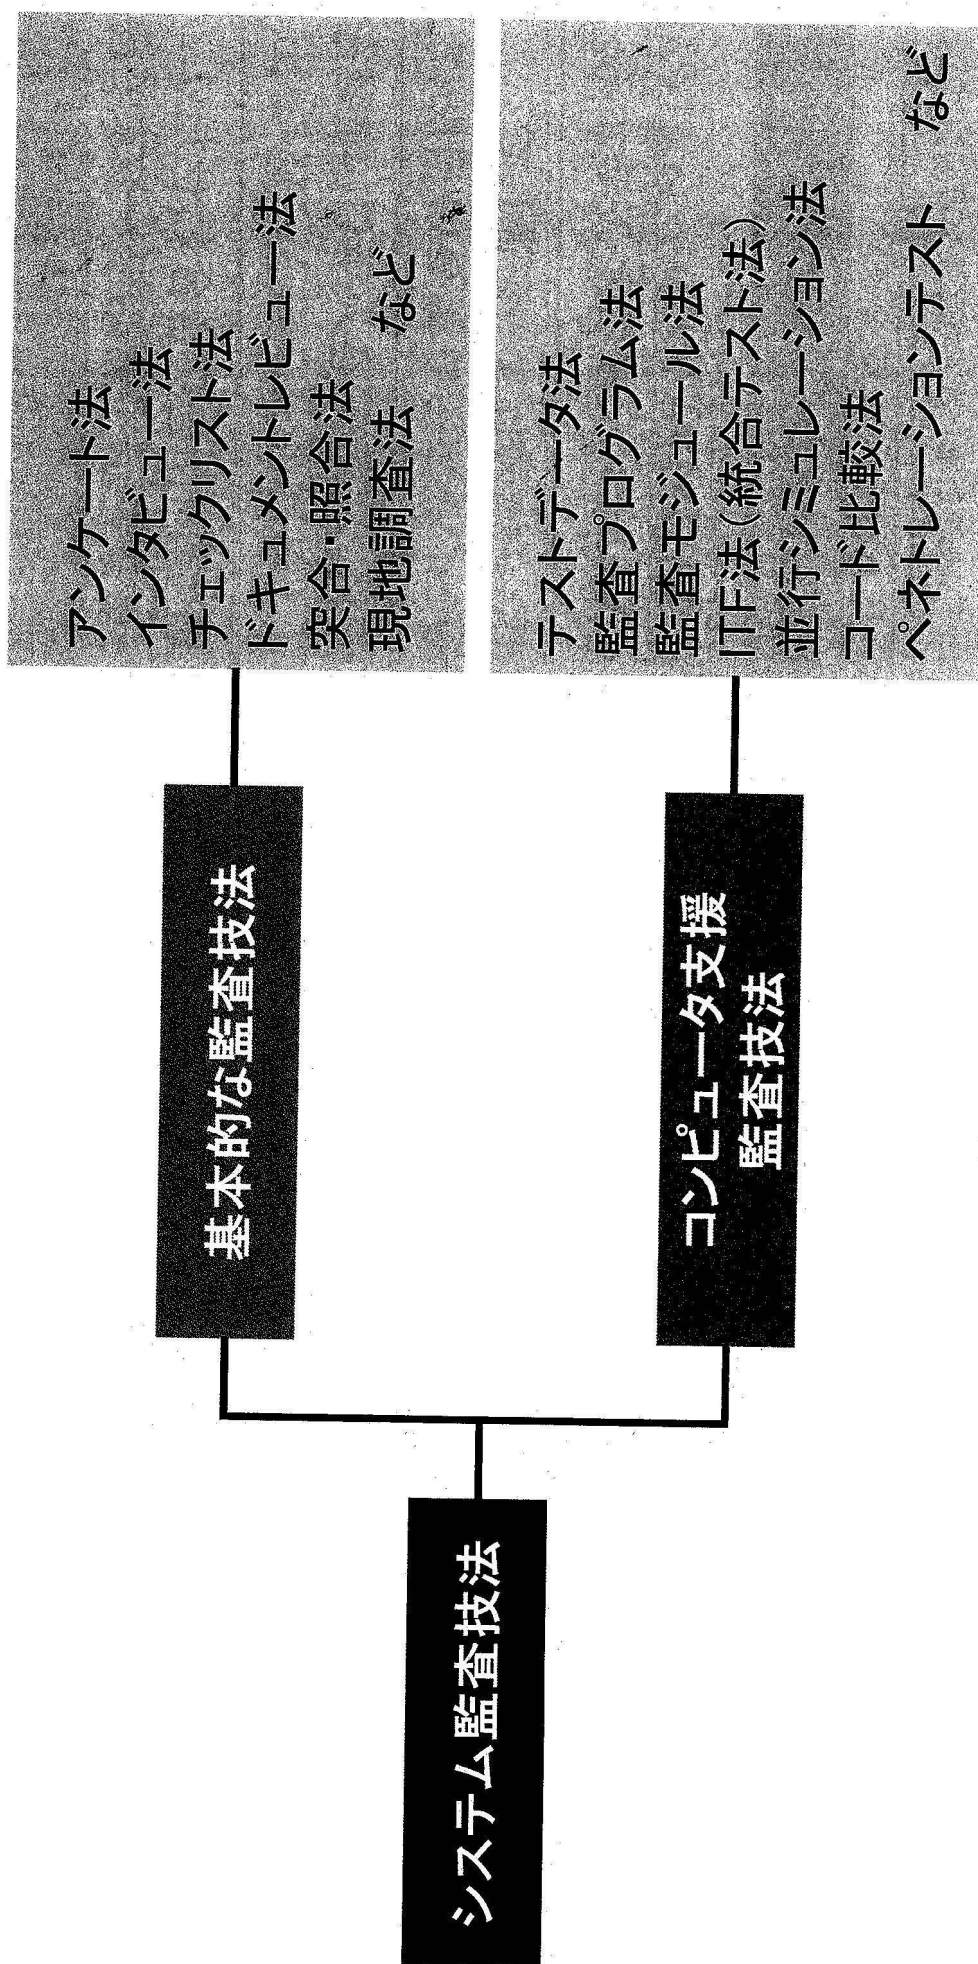 システム監査技法
基本的な監査技法
アンケート法
インタビュー法
チェックリスト法
ドキュメントレビュー法
突合・照合法
現地調査法 など
コンピュータ支援
監査技法
テストデータ法
監査プログラム法
監査モジュール法
ITF法(統合テスト法)
並行シミュレーション法
コード比較法
ペネトレーションテスト など